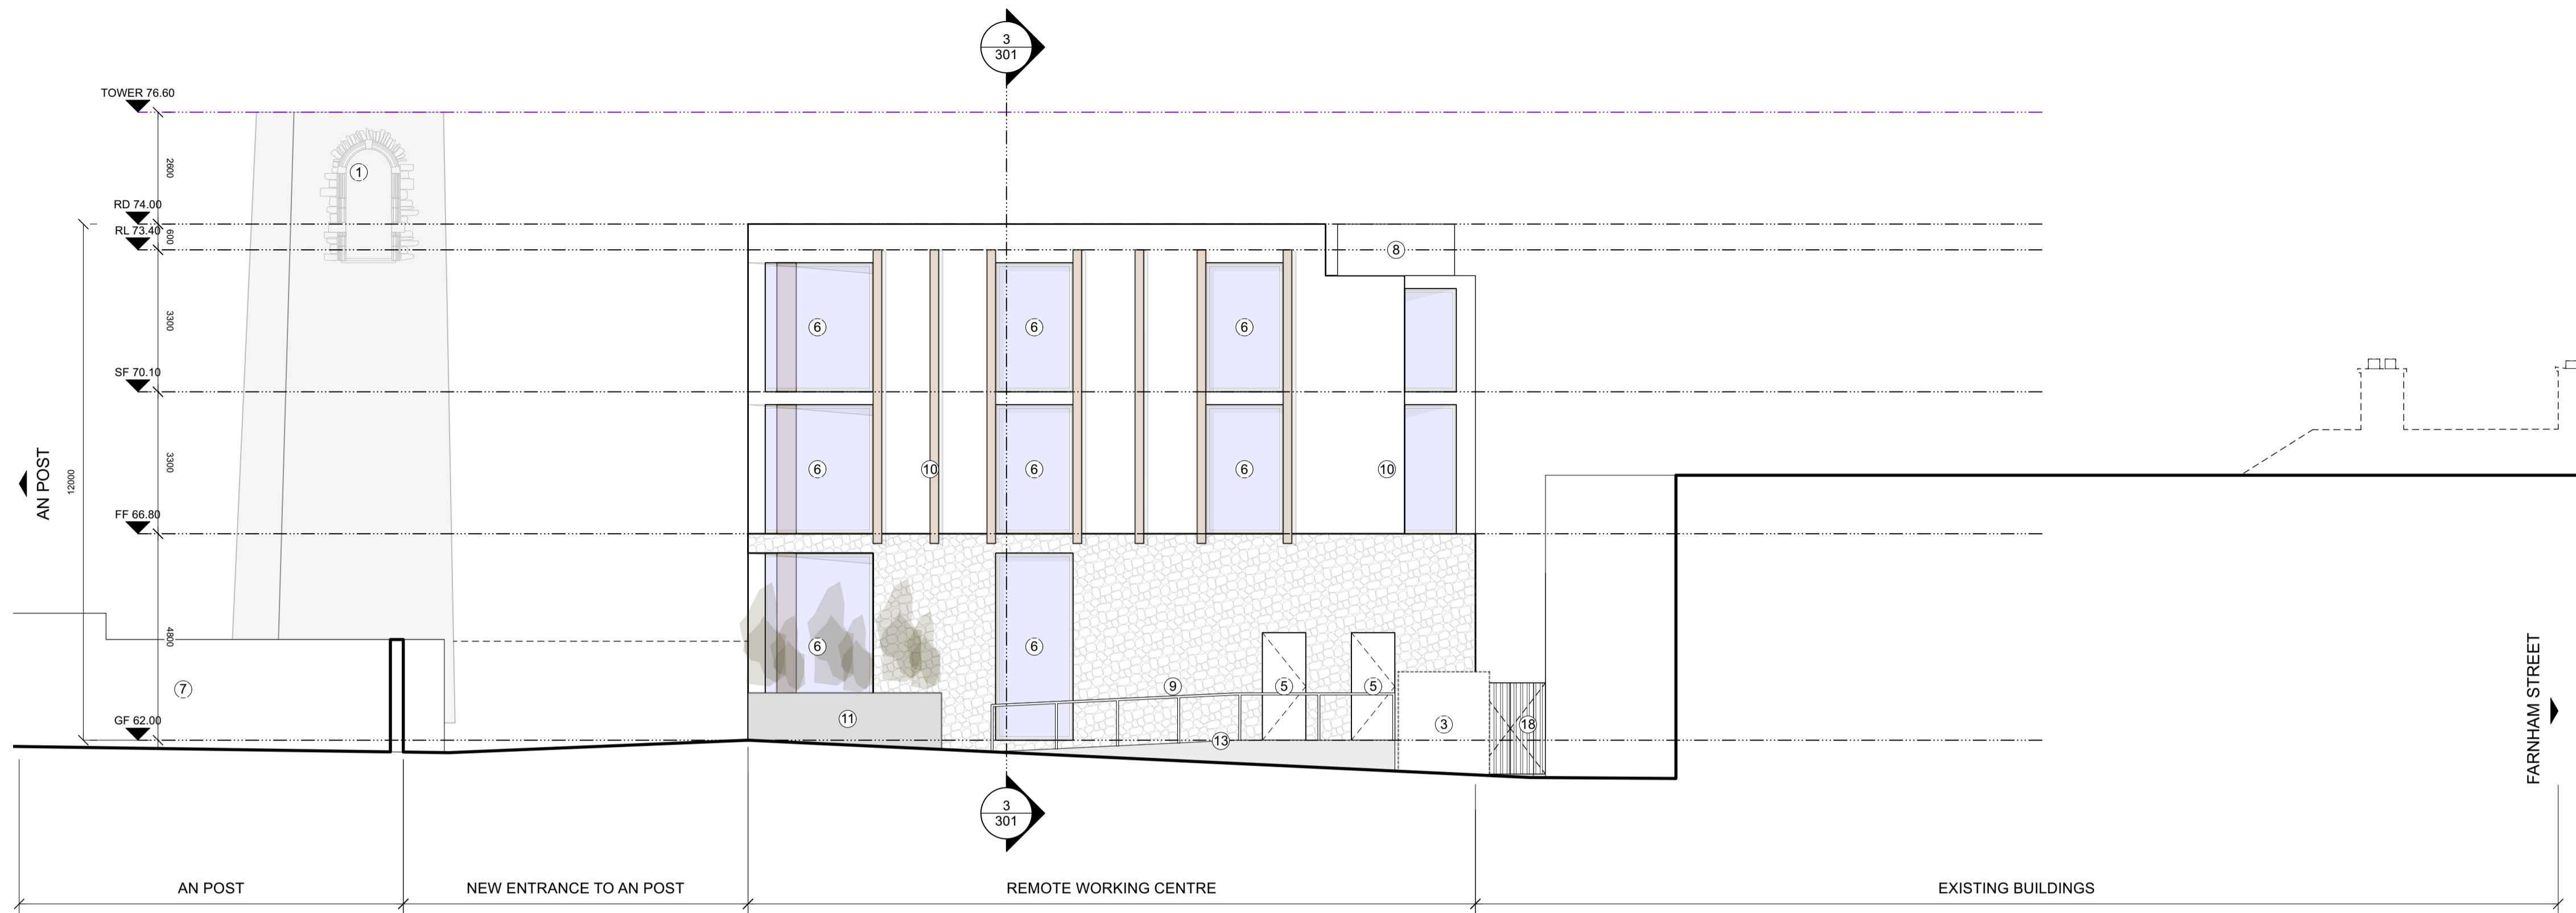 3
301
TOWER 76.60
2600
1
RD 74.00
RL 73.40
600
8
3300
6
6
6
SF 70.10
AN POST
12000
3300
6
10
6
6
10
FF 66.80
4800
6
6
7
9
5
5
11
13
3
18
GF 62.00
FARNHAM STREET
3
301
AN POST
NEW ENTRANCE TO AN POST
REMOTE WORKING CENTRE
EXISTING BUILDINGS